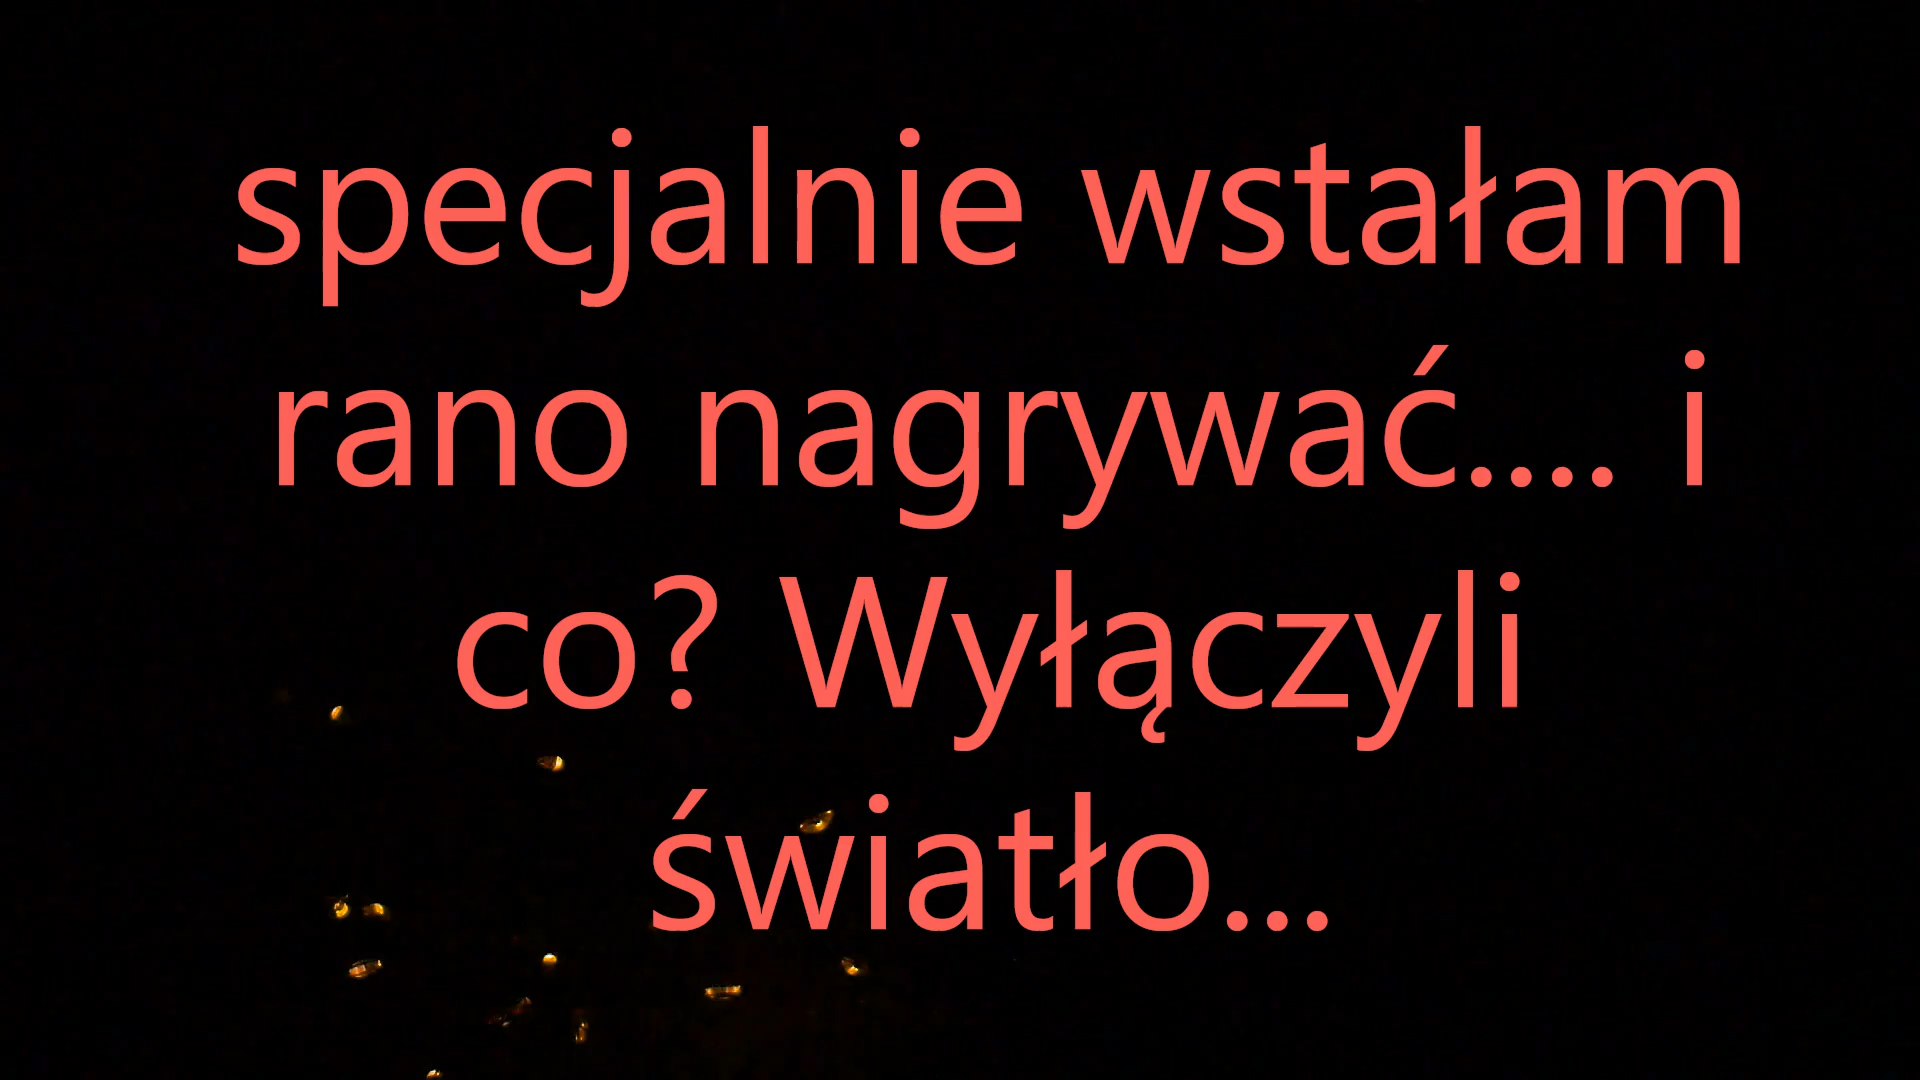 specjalnie wstałam
rano nagrywać.... i
co? Wyłączyli
światło...